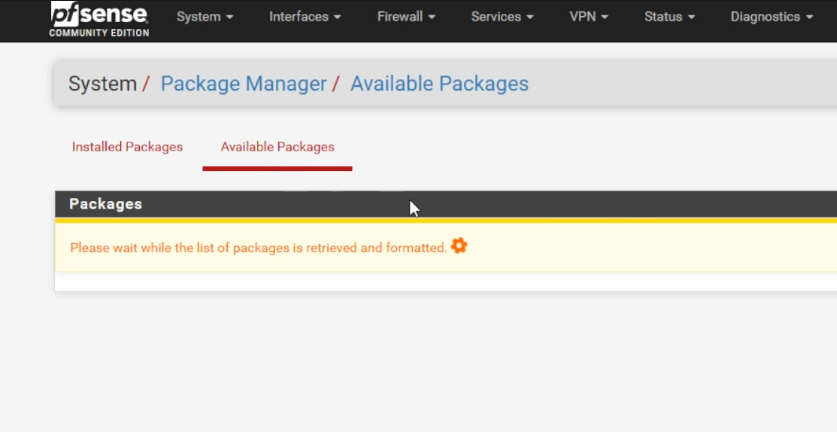 pfsense
COMMUNITY EDITION
System Interfaces Firewall Services VPN Status Diagnostics
System / Package Manager / Available Packages
Installed Packages Available Packages
Packages
Please wait while the list of packages is retrieved and formatted.